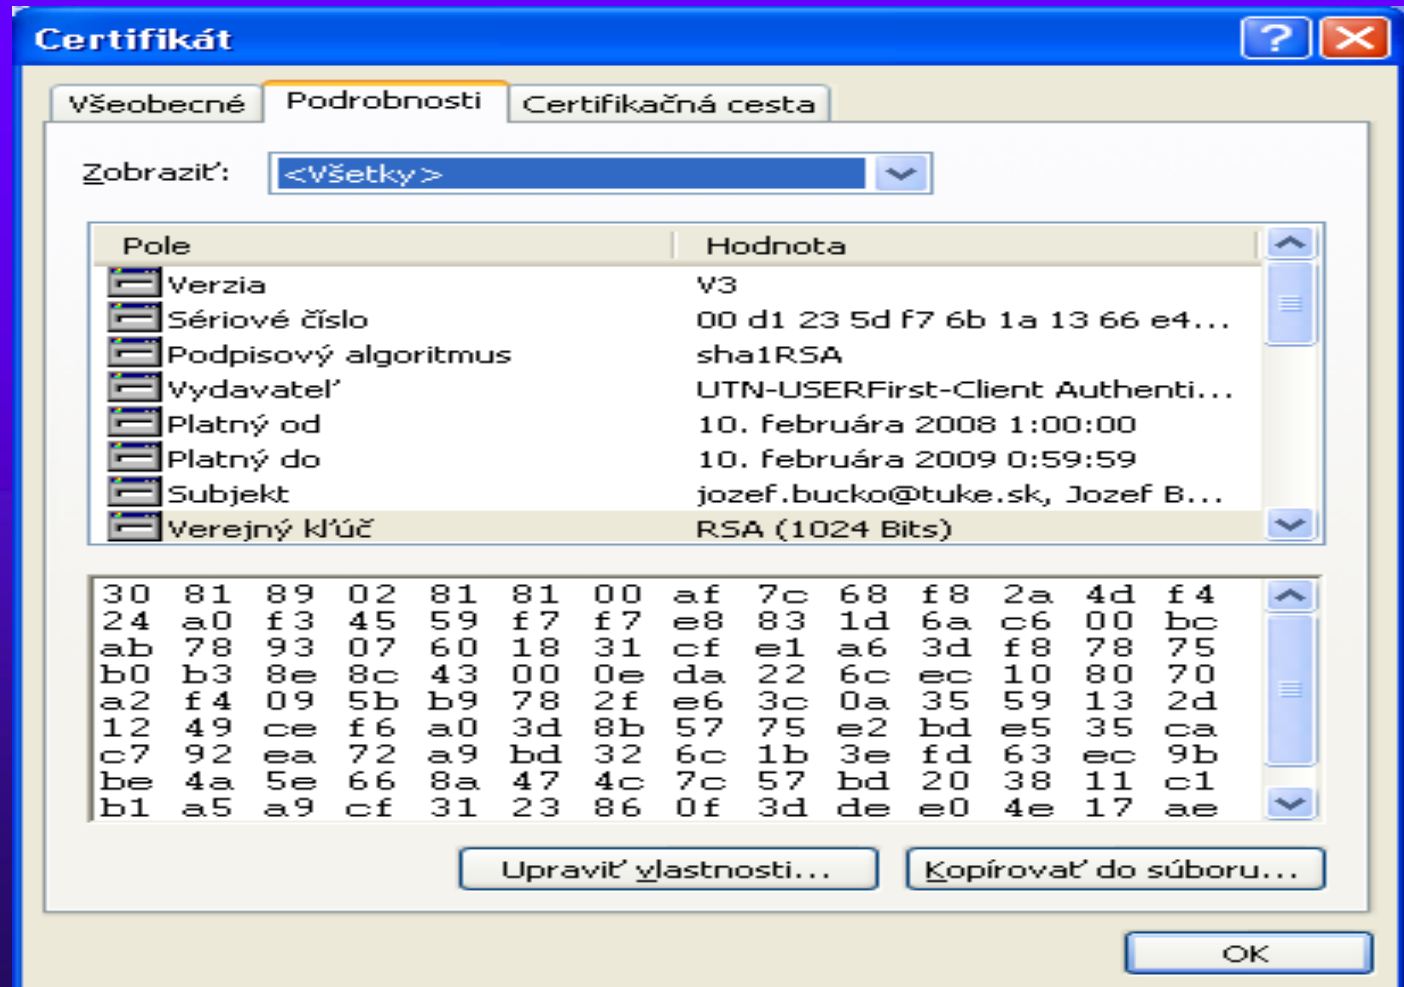 Certifikát
Všeobecné Podrobnosti Certifikačná cesta
Zobraziť: <Všetky>
Pole Hodnota
Verzia V3
Sériové číslo 00 d1 23 5d f7 6b 1a 13 66 e4...
Podpisový algoritmus sha1RSA
Vydavateľ UTN-USERFirst-Client Authenti...
Platný od 10. februára 2008 1:00:00
Platný do 10. februára 2009 0:59:59
Subjekt jozef.bucko@tuke.sk, Jozef B...
Verejný kľúč RSA (1024 Bits)
30 81 89 02 81 81 00 af 7c 68 f8 2a 4d f4
24 a0 f3 45 59 f7 f7 e8 83 1d 6a c6 00 bc
ab 78 93 07 60 18 31 cf e1 a6 3d f8 78 75
b0 b3 8e 8c 43 00 0e da 22 6c ec 10 80 70
a2 f4 09 5b b9 78 2f e6 3c 0a 35 59 13 2d
12 49 ce f6 a0 3d 8b 57 75 e2 bd e5 35 ca
c7 92 ea 72 a9 bd 32 6c 1b 3e fd 63 ec 9b
be 4a 5e 66 8a 47 4c 7c 57 bd 20 38 11 c1
b1 a5 a9 cf 31 23 86 0f 3d de e0 4e 17 ae
Upraviť vlastnosti... Kopírovať do súboru...
OK